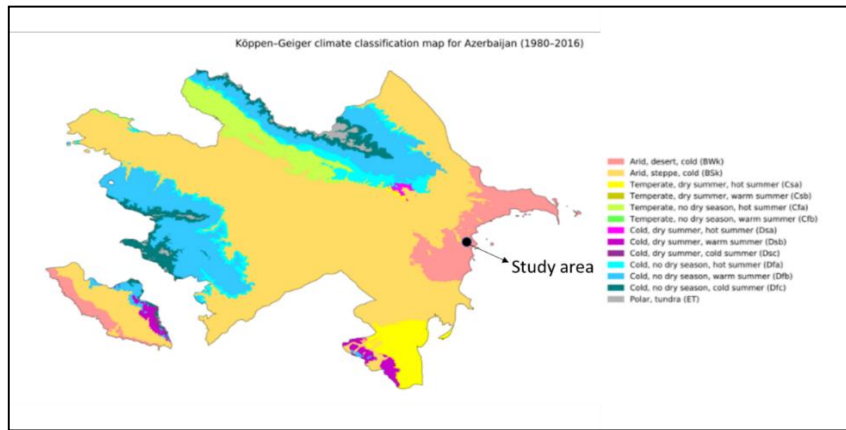 Köppen–Geiger climate classification map for Azerbaijan (1980–2016)
Arid, desert, cold (BWk)
Arid, steppe, cold (BSk)
Temperate, dry summer, hot summer (Csa)
Temperate, dry summer, warm summer (Csb)
Temperate, no dry season, hot summer (Cfa)
Temperate, no dry season, warm summer (Cfb)
Cold, dry summer, hot summer (Dsa)
Cold, dry summer, warm summer (Dsb)
Cold, dry summer, cold summer (Dsc)
Cold, no dry season, hot summer (Dfa)
Cold, no dry season, warm summer (Dfb)
Cold, no dry season, cold summer (Dfc)
Polar, tundra (ET)
Study area